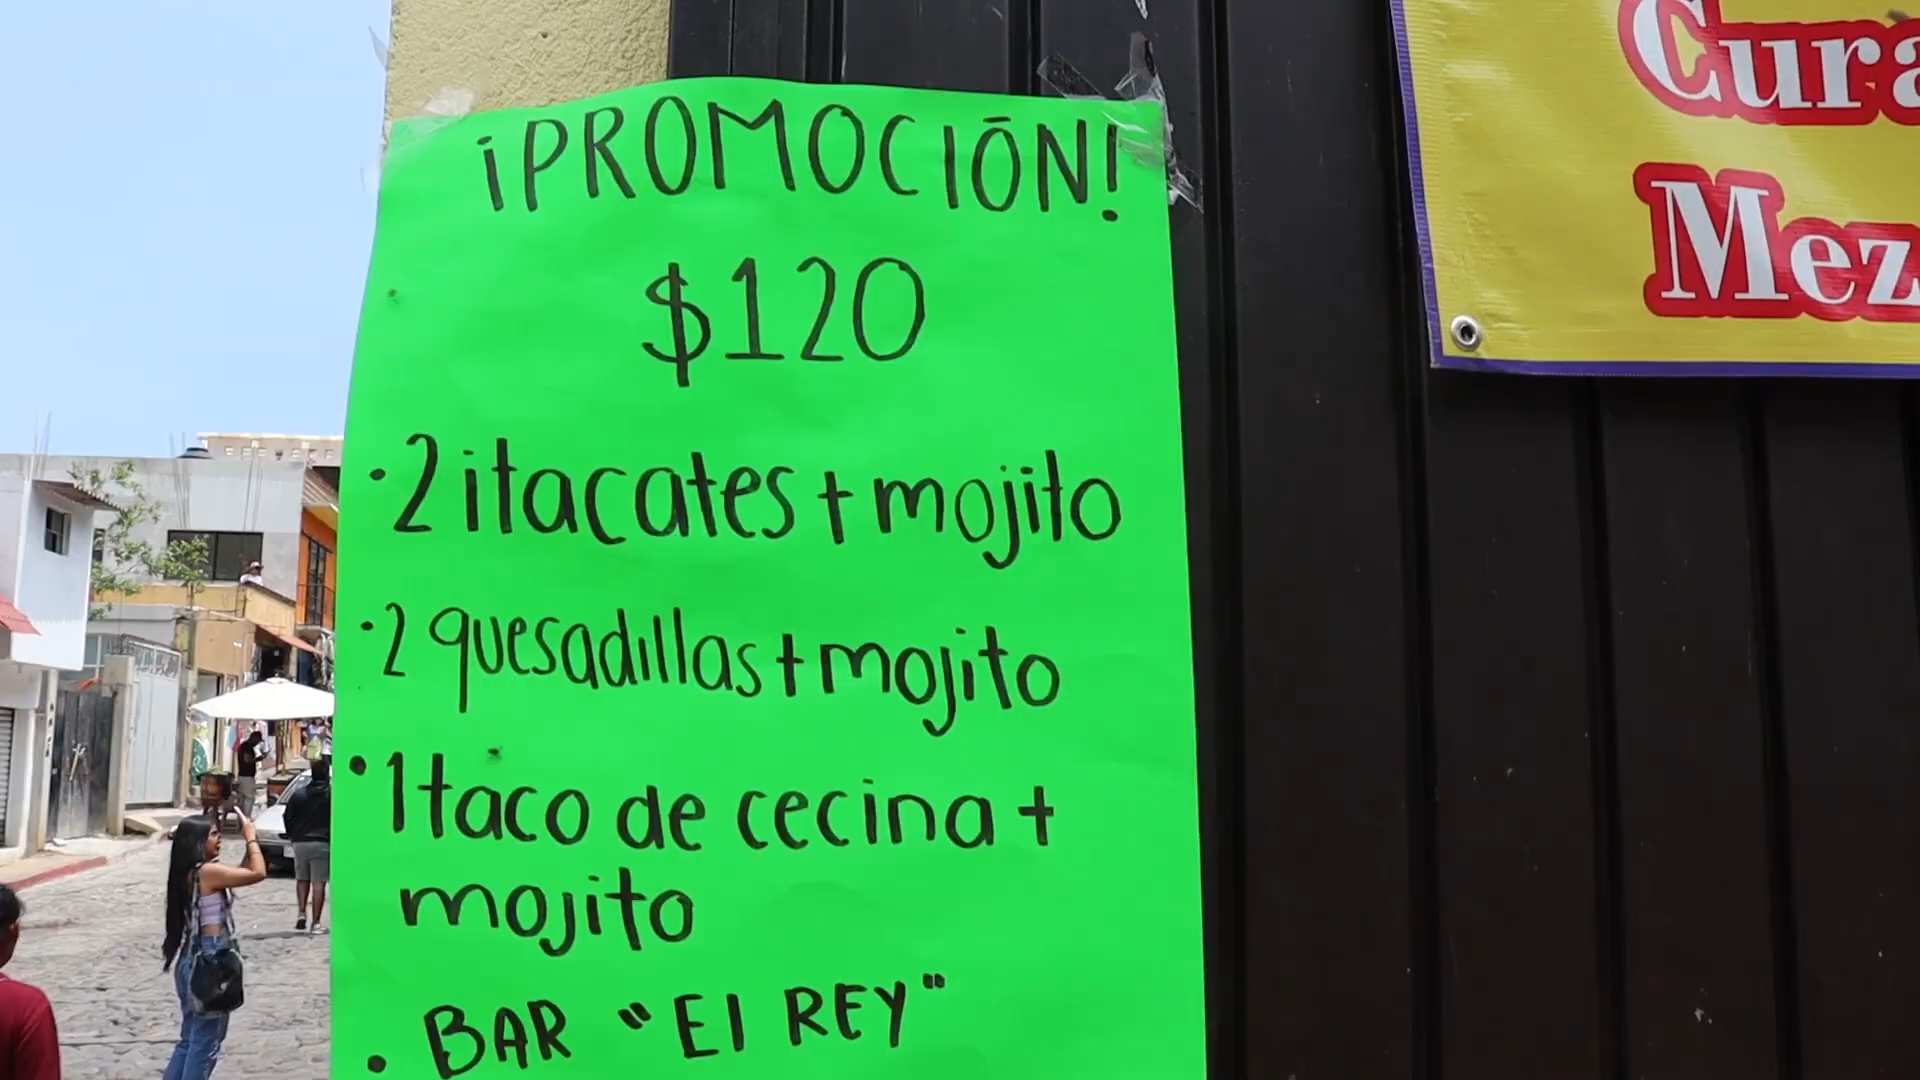 ¡PROMOCIÓN!
$120
·2 itacates + mojito
·2 quesadillas + mojito
·1 taco de cecina +
mojito
· BAR "El REY"
Cura
Mez